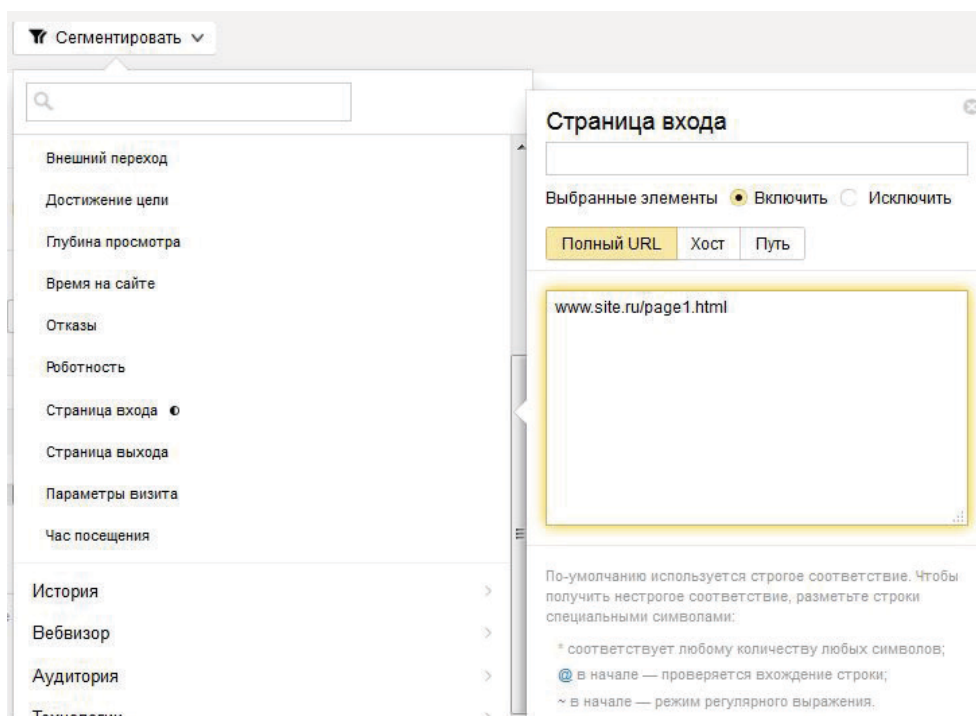 Сегментировать
Внешний переход
Достижение цели
Глубина просмотра
Время на сайте
Отказы
Роботность
Страница входа
Страница выхода
Параметры визита
Час посещения
История
Вебвизор
Аудитория
Технологии
Страница входа
Выбранные элементы Включить Исключить
Полный URL Хост Путь
www.site.ru/page1.html
По-умолчанию используется строгое соответствие. Чтобы
получить нестрогое соответствие, разметьте строки
специальными символами:
* соответствует любому количеству любых символов;
@ в начале — проверяется вхождение строки;
~ в начале — режим регулярного выражения.